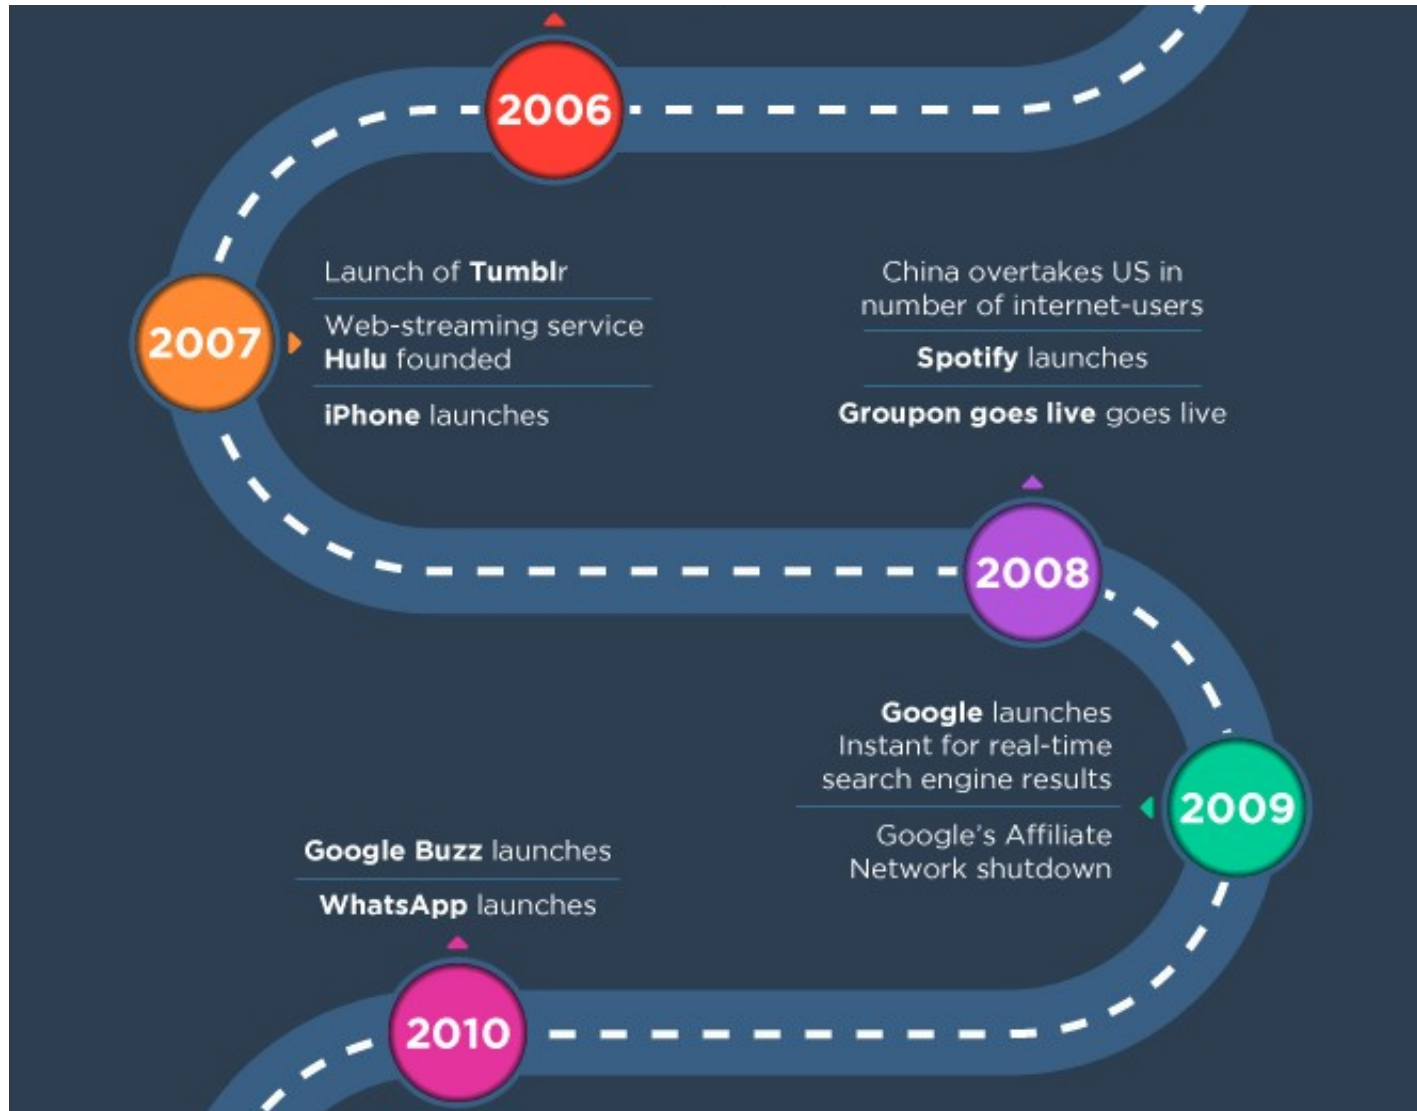 2006
Launch of Tumblr
Web-streaming service
Hulu founded
iPhone launches
2007
China overtakes US in
number of internet-users
Spotify launches
Groupon goes live goes live
2008
Google launches
Instant for real-time
search engine results
Google's Affiliate
Network shutdown
2009
Google Buzz launches
WhatsApp launches
2010